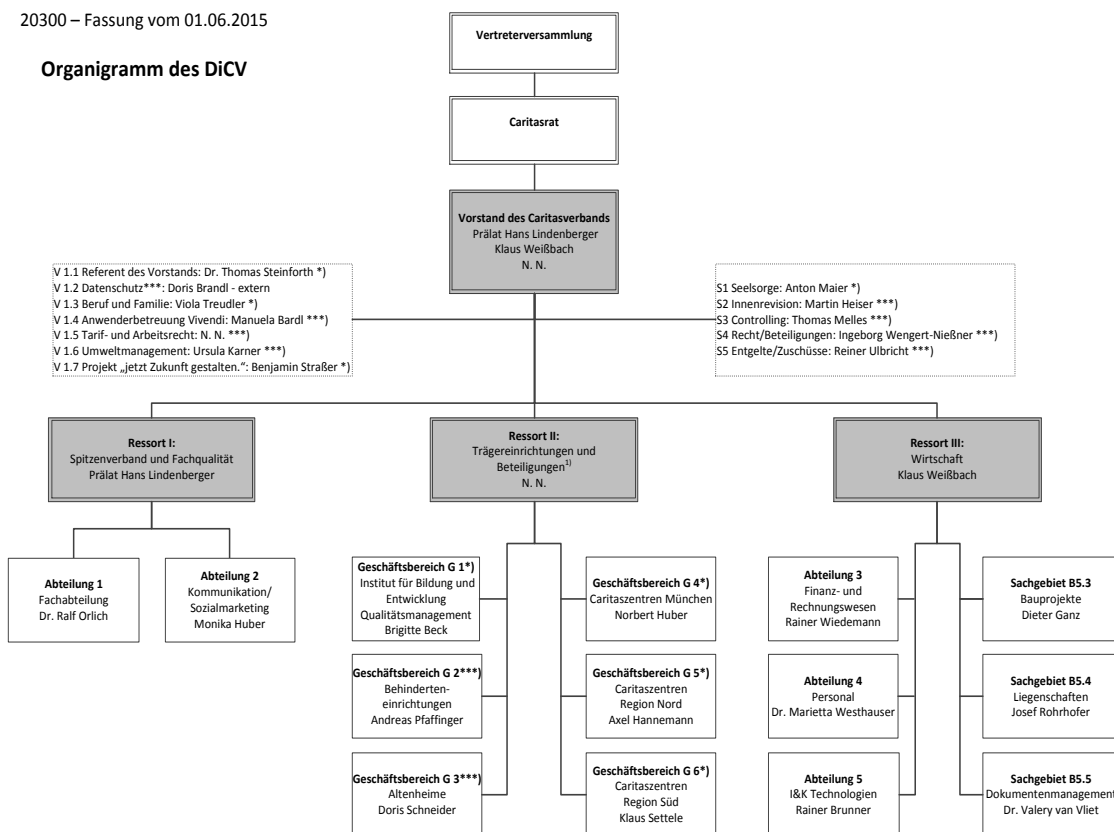 20300 – Fassung vom 01.06.2015
Organigramm des DiCV
Vertreterversammlung
Caritasrat
Vorstand des Caritasverbands
Prälat Hans Lindenberger
Klaus Weißbach
N. N.
V 1.1 Referent des Vorstands: Dr. Thomas Steinforth *)
V 1.2 Datenschutz***: Doris Brandl - extern
V 1.3 Beruf und Familie: Viola Treudler *)
V 1.4 Anwenderbetreuung Vivendi: Manuela Bardl ***)
V 1.5 Tarif- und Arbeitsrecht: N. N. ***)
V 1.6 Umweltmanagement: Ursula Karner ***)
V 1.7 Projekt „jetzt Zukunft gestalten.“: Benjamin Straßer *)
S1 Seelsorge: Anton Maier *)
S2 Innenrevision: Martin Heiser ***)
S3 Controlling: Thomas Melles ***)
S4 Recht/Beteiligungen: Ingeborg Wengert-Nießner ***)
S5 Entgelte/Zuschüsse: Reiner Ulbricht ***)
Ressort I:
Spitzenverband und Fachqualität
Prälat Hans Lindenberger
Ressort II:
Trägereinrichtungen und
Beteiligungen1)
N. N.
Ressort III:
Wirtschaft
Klaus Weißbach
Abteilung 1
Fachabteilung
Dr. Ralf Orlich
Abteilung 2
Kommunikation/
Sozialmarketing
Monika Huber
Geschäftsbereich G 1*)
Institut für Bildung und
Entwicklung
Qualitätsmanagement
Brigitte Beck
Geschäftsbereich G 4*)
Caritaszentren München
Norbert Huber
Abteilung 3
Finanz- und
Rechnungswesen
Rainer Wiedemann
Sachgebiet B5.3
Bauprojekte
Dieter Ganz
Geschäftsbereich G 2***)
Behinderten-
einrichtungen
Andreas Pfaffinger
Geschäftsbereich G 5*)
Caritaszentren
Region Nord
Axel Hannemann
Abteilung 4
Personal
Dr. Marietta Westhauser
Sachgebiet B5.4
Liegenschaften
Josef Rohrhofer
Geschäftsbereich G 3***)
Altenheime
Doris Schneider
Geschäftsbereich G 6*)
Caritaszentren
Region Süd
Klaus Settele
Abteilung 5
I&K Technologien
Rainer Brunner
Sachgebiet B5.5
Dokumentenmanagement
Dr. Valery van Vliet